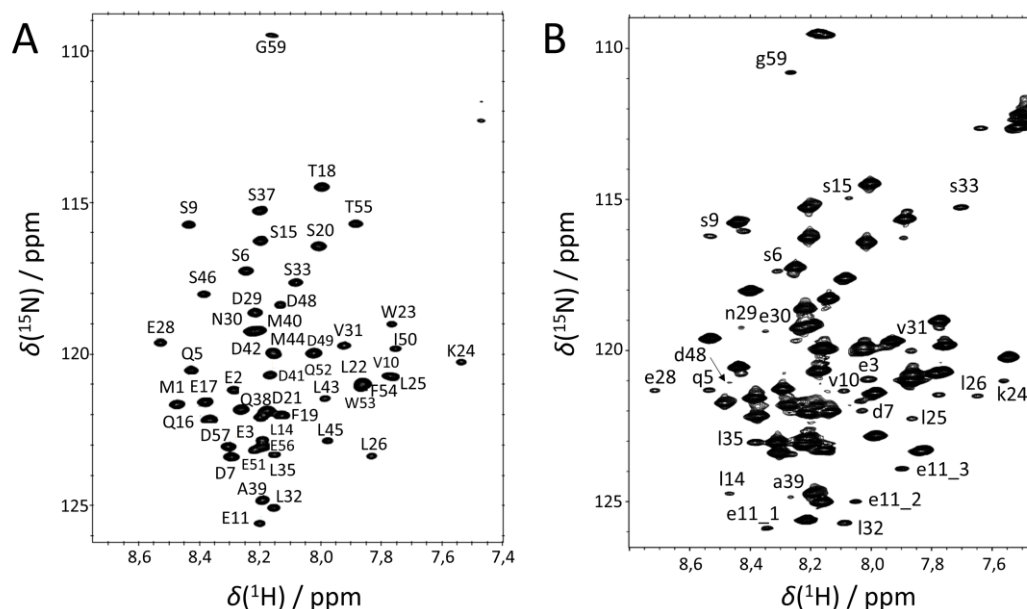 A
B
110
115
120
125
G59
T18
S37
T55
S9
S15
S20
S6
S33
S46
D29
D48
N30
M40
W23
E28
V31
M44
D49
I50
K24
D42
Q5
Q52
L22
V10
M1
E17
E2
D41
L43
F54
L25
W53
Q38
D21
Q16
F19
E3
L14
L45
D57
E56
L26
D7
E51
L35
A39
L32
E11
8,4
8,2
8,0
7,8
7,6
δ(¹H) / ppm
δ(¹⁵N) / ppm
110
115
120
125
g59
s15
s33
s9
s6
n29
e30
v31
d48
e3
e28
q5
v10
l26
k24
d7
l25
l35
e11_3
l14
a39
e11_2
e11_1
l32
8,6
8,4
8,2
8,0
7,8
7,6
δ(¹H) / ppm
δ(¹⁵N) / ppm